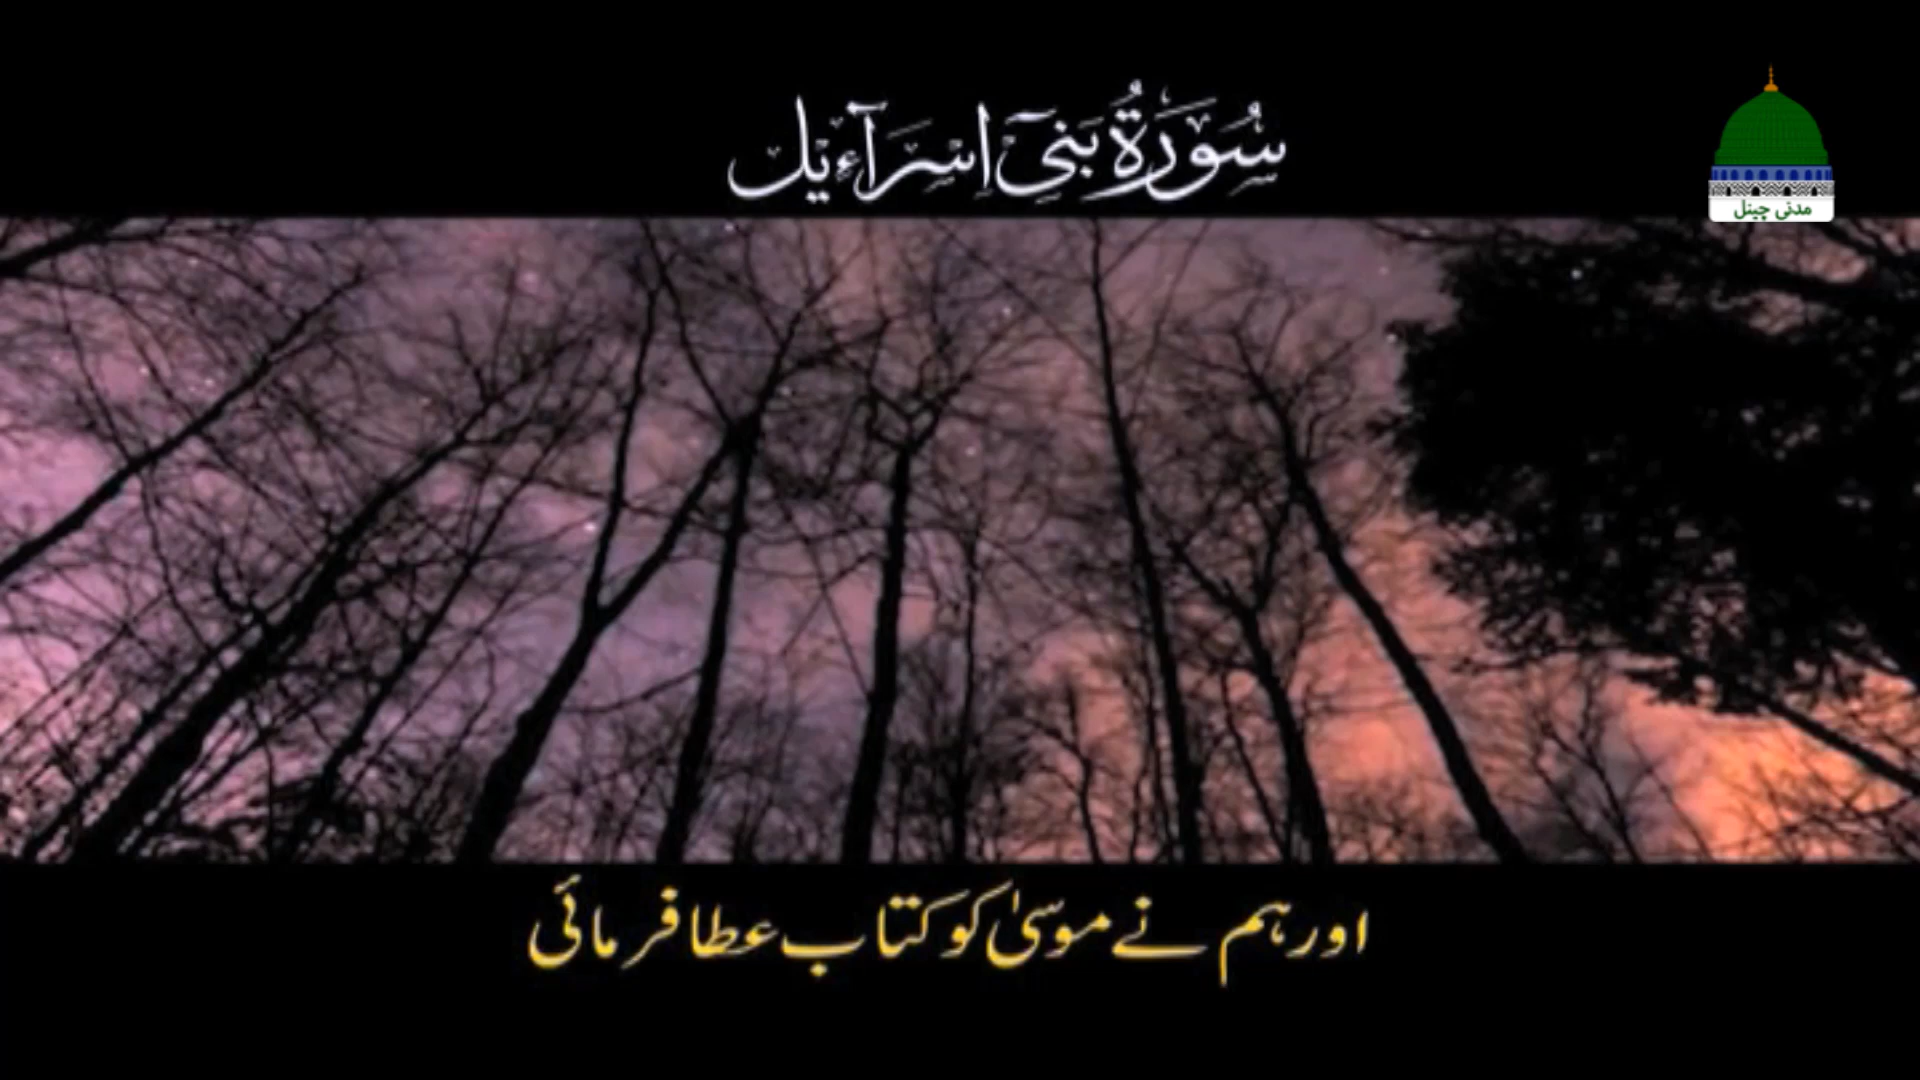 سُوۡرَةُ بَنِیۡۤ اِسۡرَآءِیۡل
مدنی چینل
اور ہم نے موسیٰ کو کتاب عطا فرمائی